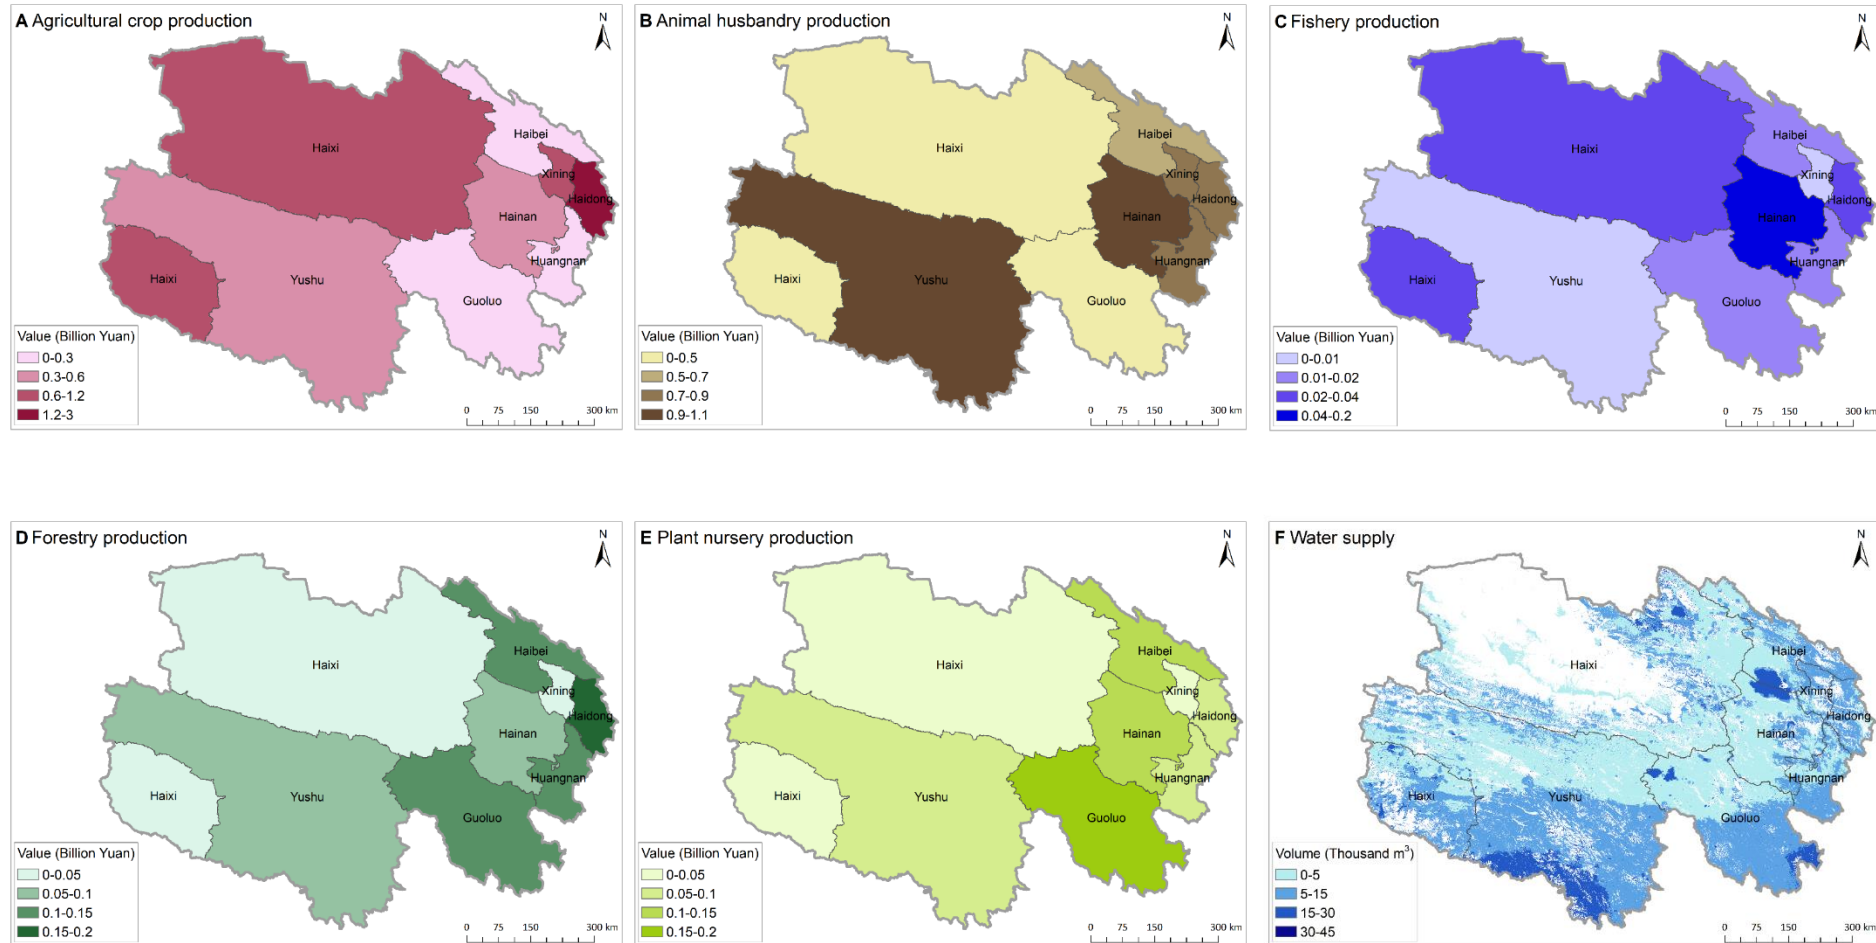 A Agricultural crop production
N
Haixi
Haibei
Xining
Haidong
Hainan
Huangnan
Haixi
Yushu
Guoluo
Value (Billion Yuan)
0-0.3
0.3-0.6
0.6-1.2
1.2-3
0 75 150 300 km
B Animal husbandry production
N
Haixi
Haibei
Xining
Haidong
Hainan
Huangnan
Haixi
Yushu
Guoluo
Value (Billion Yuan)
0-0.5
0.5-0.7
0.7-0.9
0.9-1.1
0 75 150 300 km
C Fishery production
N
Haixi
Haibei
Xining
Haidong
Hainan
Huangnan
Haixi
Yushu
Guoluo
Value (Billion Yuan)
0-0.01
0.01-0.02
0.02-0.04
0.04-0.2
0 75 150 300 km
D Forestry production
N
Haixi
Haibei
Xining
Haidong
Hainan
Huangnan
Haixi
Yushu
Guoluo
Value (Billion Yuan)
0-0.05
0.05-0.1
0.1-0.15
0.15-0.2
0 75 150 300 km
E Plant nursery production
N
Haixi
Haibei
Xining
Haidong
Hainan
Huangnan
Haixi
Yushu
Guoluo
Value (Billion Yuan)
0-0.05
0.05-0.1
0.1-0.15
0.15-0.2
0 75 150 300 km
F Water supply
N
Haixi
Haibei
Xining
Haidong
Hainan
Huangnan
Haixi
Yushu
Guoluo
Volume (Thousand m³)
0-5
5-15
15-30
30-45
0 75 150 300 km